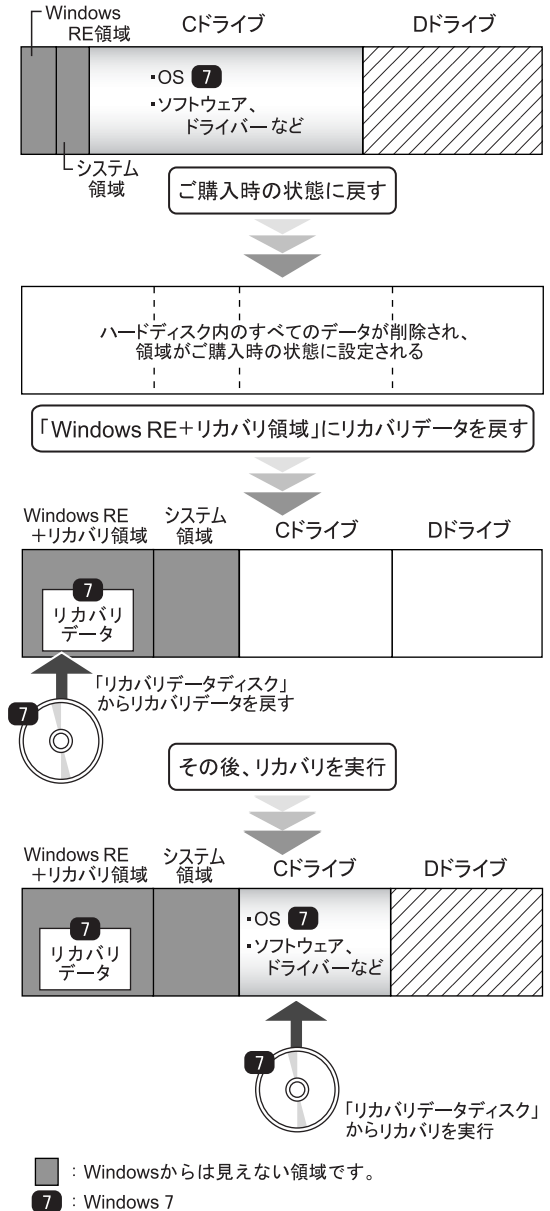 Windows
RE領域
Cドライブ
Dドライブ
・OS 7
・ソフトウェア、
ドライバーなど
システム
領域
ご購入時の状態に戻す
ハードディスク内のすべてのデータが削除され、
領域がご購入時の状態に設定される
「Windows RE+リカバリ領域」にリカバリデータを戻す
Windows RE
+リカバリ領域
システム
領域
Cドライブ
Dドライブ
7
リカバリ
データ
「リカバリデータディスク」
からリカバリデータを戻す
7
その後、リカバリを実行
Windows RE
+リカバリ領域
システム
領域
Cドライブ
Dドライブ
7
リカバリ
データ
・OS 7
・ソフトウェア、
ドライバーなど
7
「リカバリデータディスク」
からリカバリを実行
：Windowsからは見えない領域です。
7：Windows 7